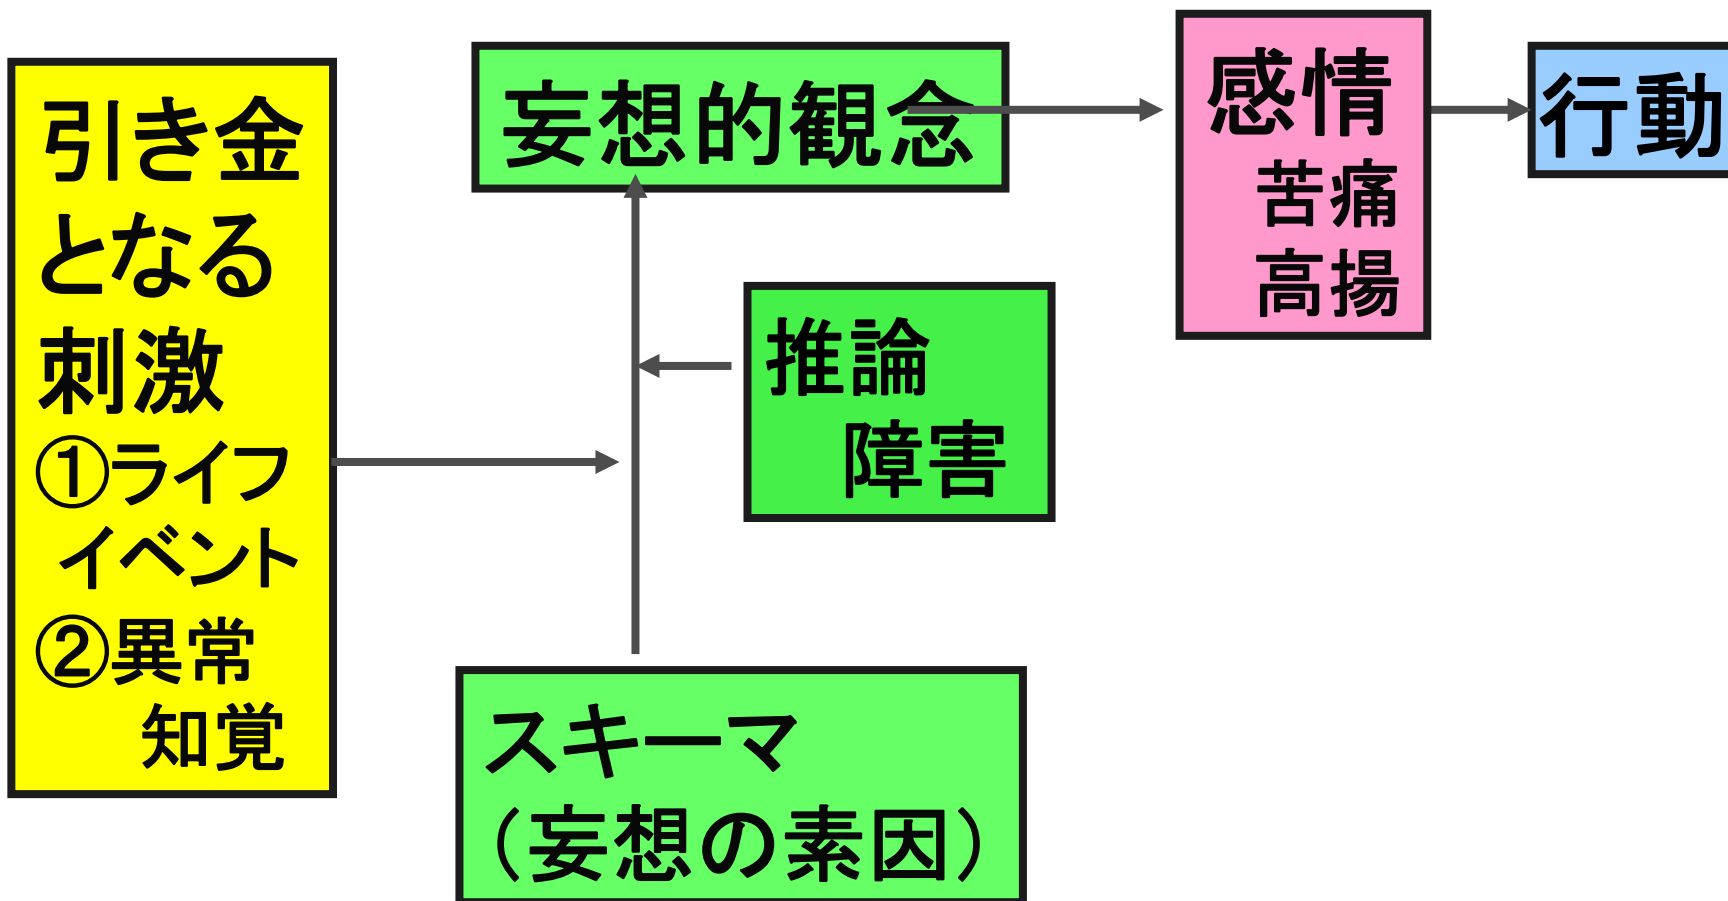 引き金
となる
刺激
①ライフ
イベント
②異常
知覚
妄想的観念
推論
障害
スキーマ
（妄想の素因）
感情
苦痛
高揚
行動